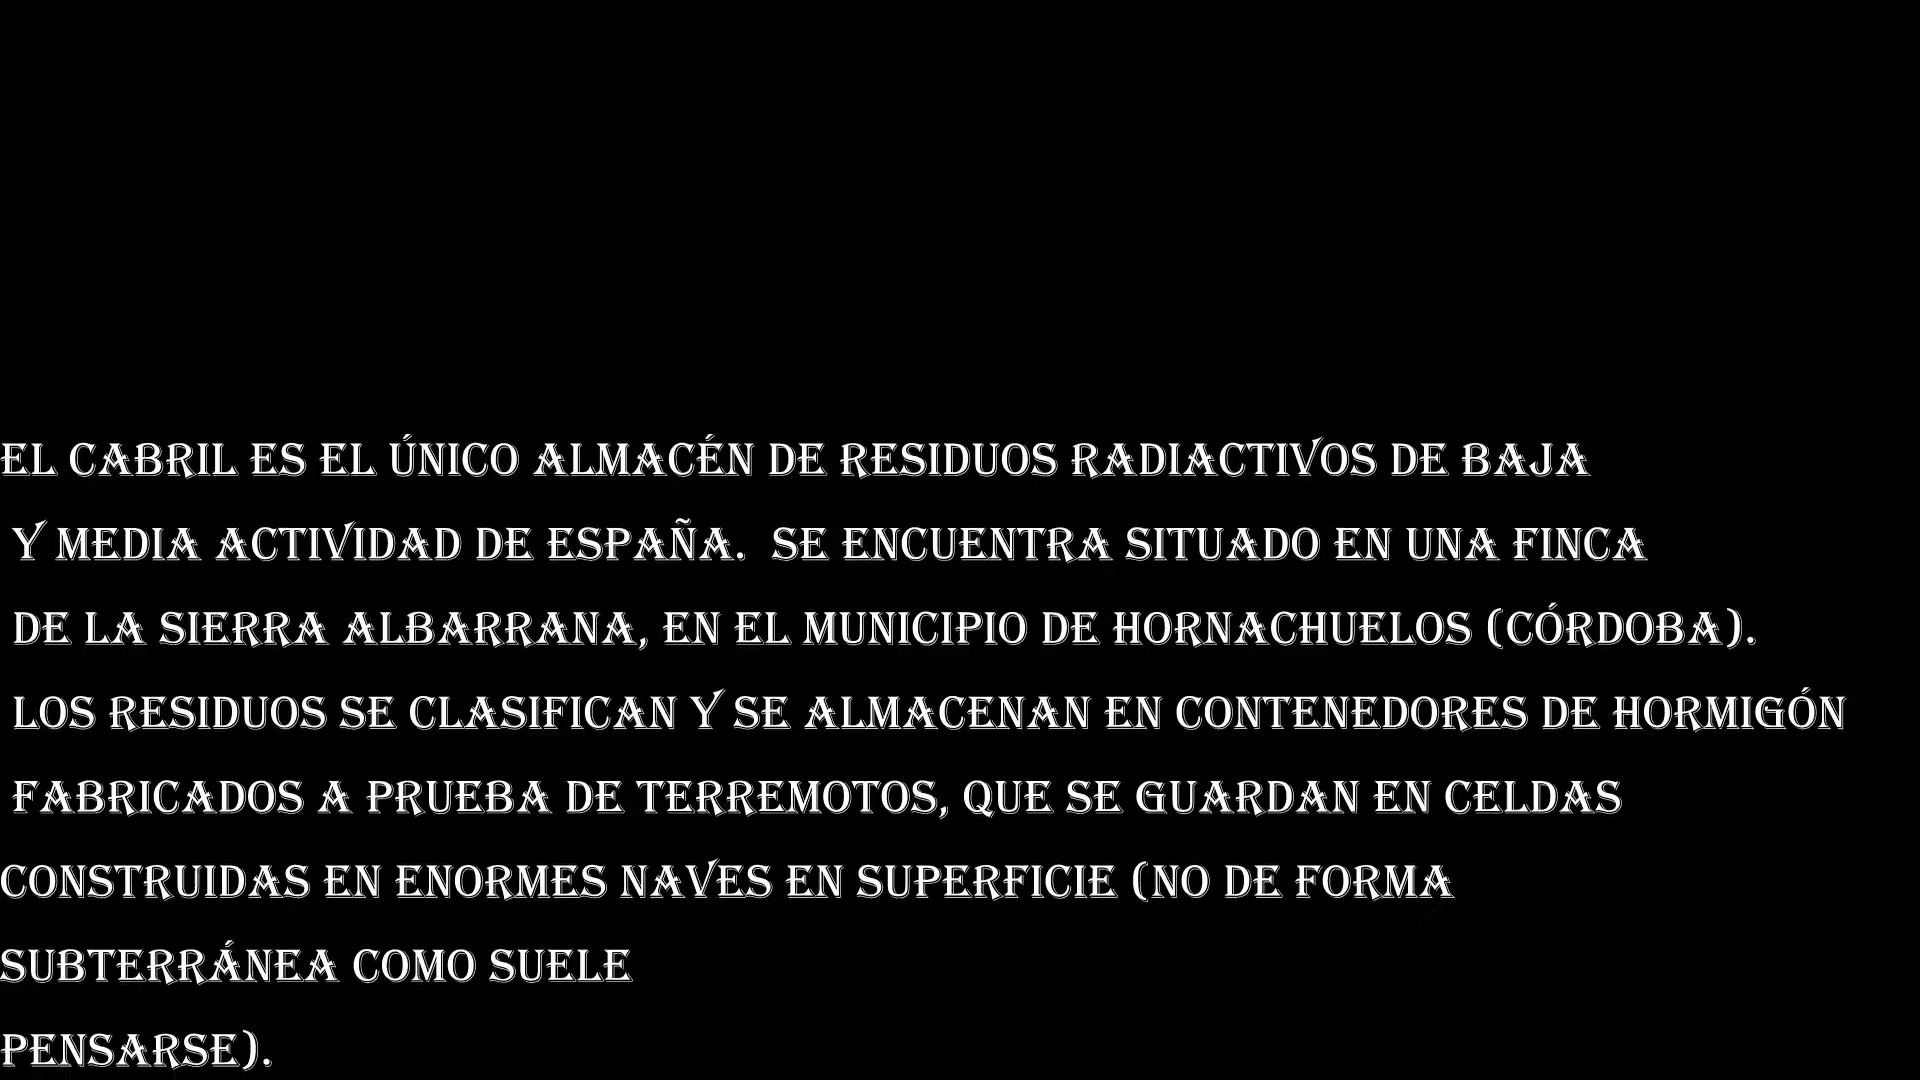 EL CABRIL ES EL ÚNICO ALMACÉN DE RESIDUOS RADIACTIVOS DE BAJA
Y MEDIA ACTIVIDAD DE ESPAÑA. SE ENCUENTRA SITUADO EN UNA FINCA
DE LA SIERRA ALBARRANA, EN EL MUNICIPIO DE HORNACHUELOS (CÓRDOBA).
LOS RESIDUOS SE CLASIFICAN Y SE ALMACENAN EN CONTENEDORES DE HORMIGÓN
FABRICADOS A PRUEBA DE TERREMOTOS, QUE SE GUARDAN EN CELDAS
CONSTRUIDAS EN ENORMES NAVES EN SUPERFICIE (NO DE FORMA
SUBTERRÁNEA COMO SUELE
PENSARSE).